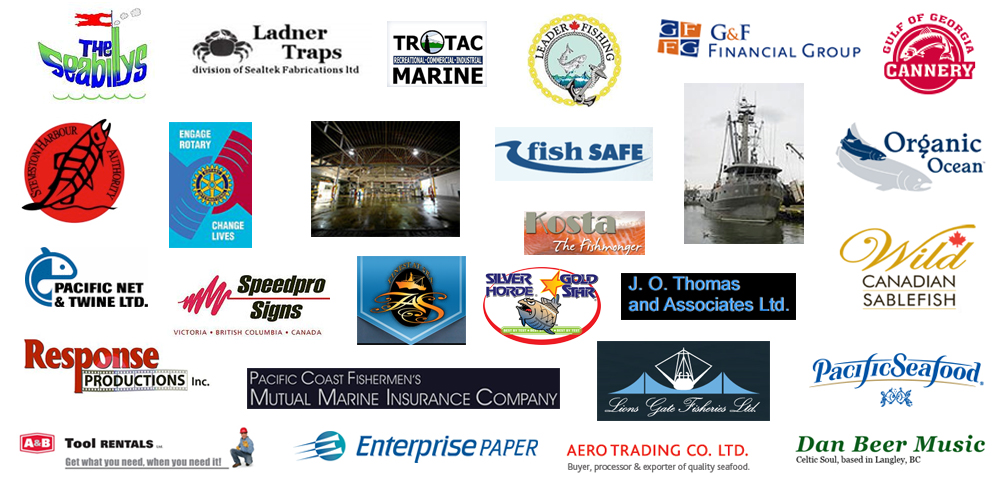 THE
Seabillys
Ladner
Traps
division of Sealtek Fabrications ltd
TROTAC
RECREATIONAL•COMMERCIAL•INDUSTRIAL
MARINE
LEADER FISHING
G&F
FINANCIAL GROUP
GULF OF GEORGIA
CANNERY
STEVESTON HARBOUR
AUTHORITY
ENGAGE
ROTARY
CHANGE
LIVES
fish SAFE
Organic
Ocean
Kosta
The Fishmonger
PACIFIC NET
& TWINE LTD.
Speedpro
Signs
VICTORIA • BRITISH COLUMBIA • CANADA
FAS
SILVER
HORDE
GOLD
STAR
J. O. Thomas
and Associates Ltd.
Wild
CANADIAN
SABLEFISH
Response
PRODUCTIONS Inc.
PACIFIC COAST FISHERMEN'S
MUTUAL MARINE INSURANCE COMPANY
Lions Gate Fisheries Ltd.
Pacific Seafood®
A&B Tool RENTALS
Get what you need, when you need it!
Enterprise PAPER
AERO TRADING CO. LTD.
Buyer, processor & exporter of quality seafood.
Dan Beer Music
Celtic Soul, based in Langley, BC